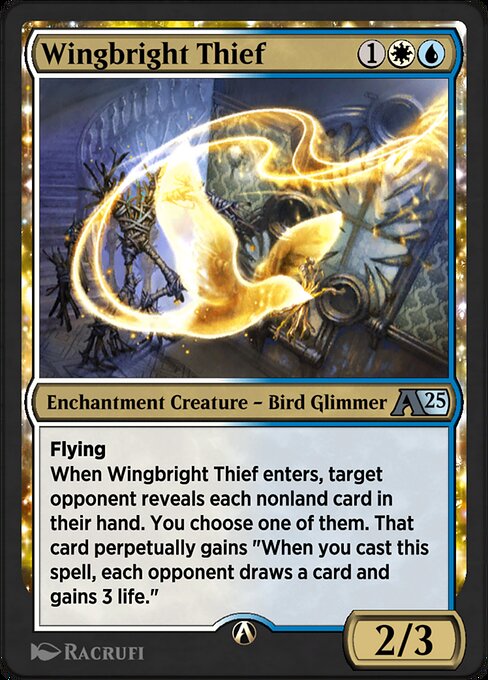 Wingbright Thief 1
Enchantment Creature – Bird Glimmer A25
Flying
When Wingbright Thief enters, target
opponent reveals each nonland card in
their hand. You choose one of them. That
card perpetually gains "When you cast this
spell, each opponent draws a card and
gains 3 life."
2/3
RACRUFI